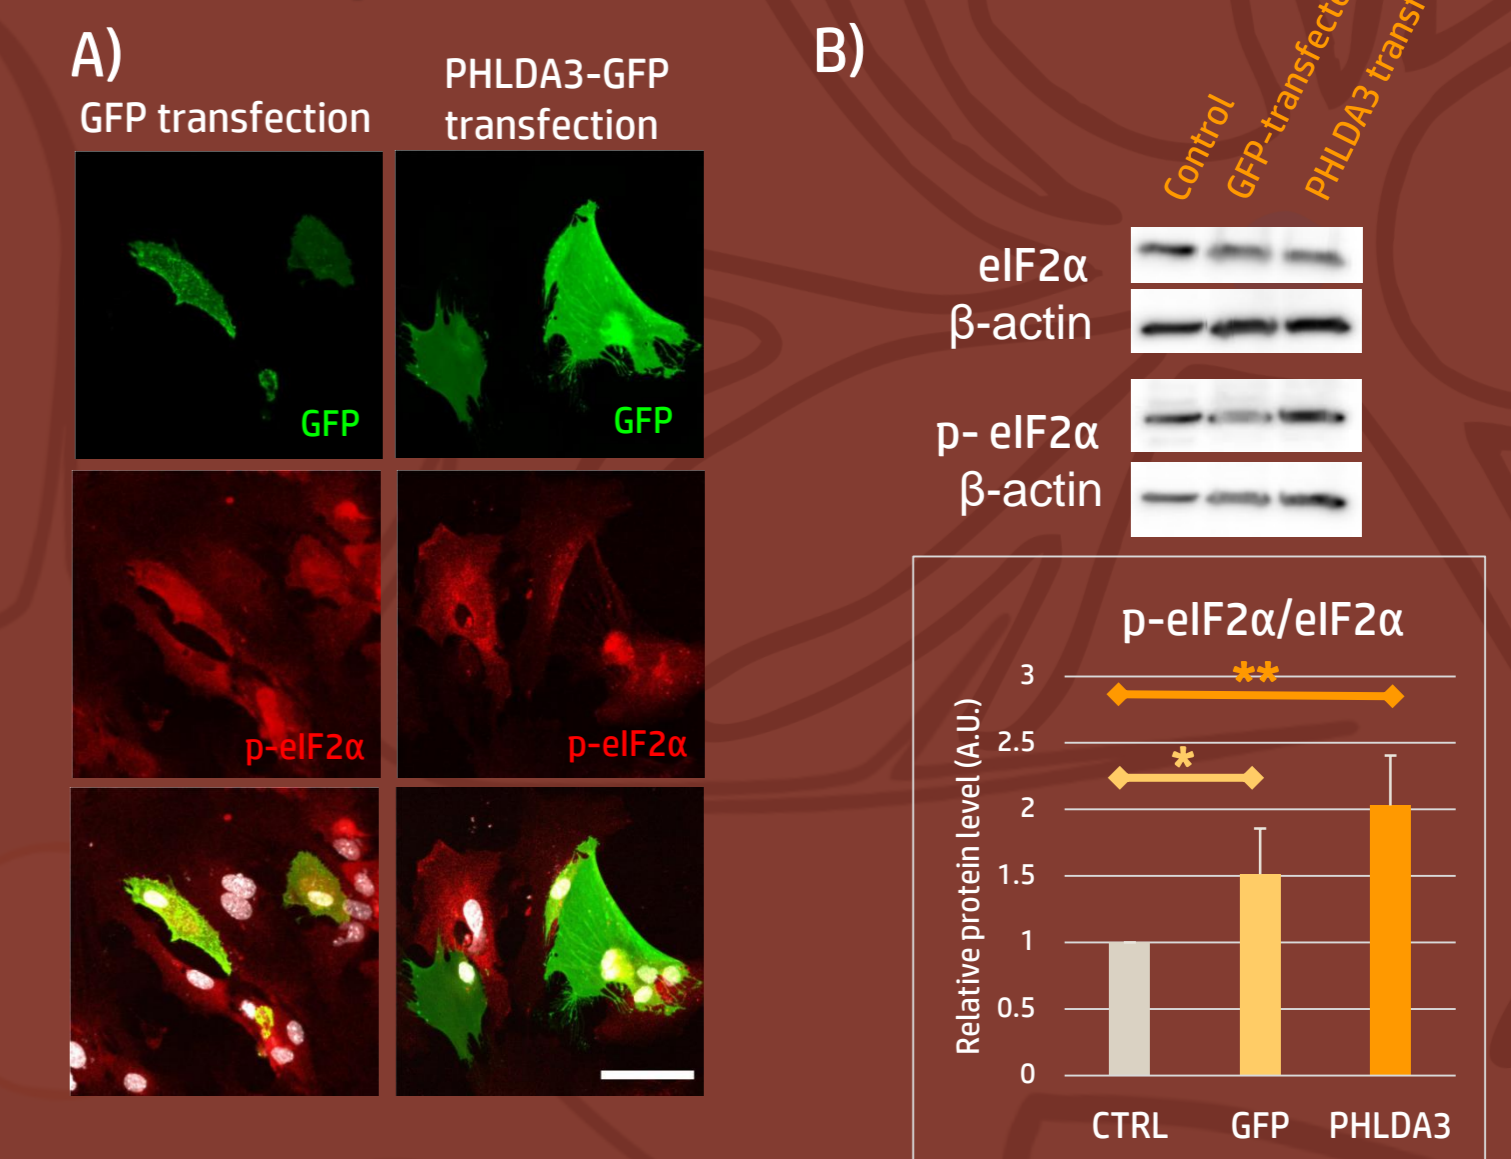 A)
GFP transfection
PHLDA3-GFP
transfection
GFP
GFP
p-eIF2α
p-eIF2α
B)
Control
PHLDA3
eIF2α
β-actin
p- eIF2α
β-actin
p-eIF2α/eIF2α
Relative protein level (A.U.)
3
2.5
2
1.5
1
0.5
0
**
*
CTRL
GFP
PHLDA3